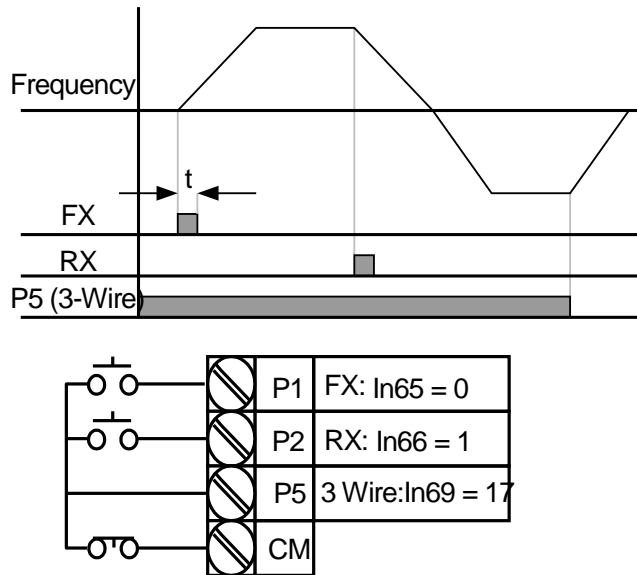 Frequency
t
FX
RX
P5 (3-Wire)
P1 FX: In65 = 0
P2 RX: In66 = 1
P5 3 Wire:In69 = 17
CM